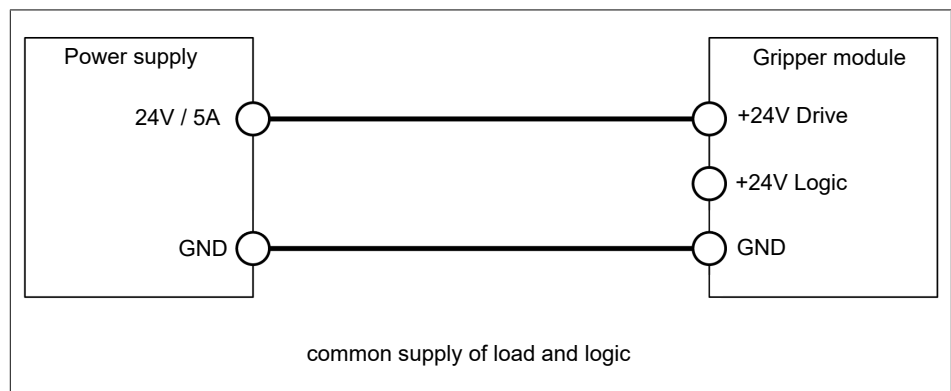 Power supply
Gripper module
24V / 5A
+24V Drive
+24V Logic
GND
GND
common supply of load and logic